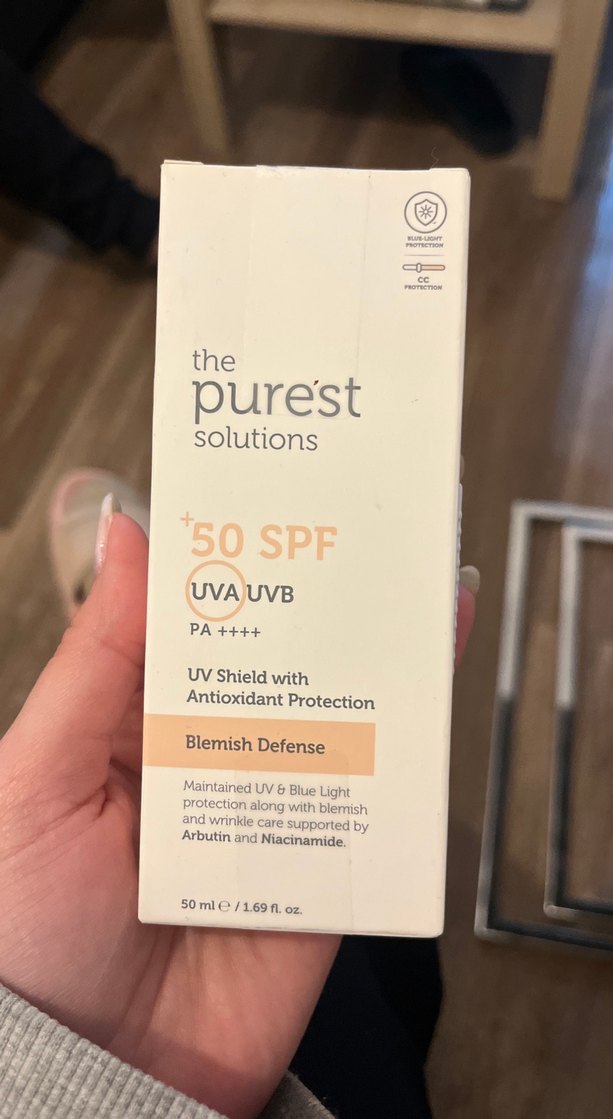 BLUE-LIGHT
PROTECTION
CC
PROTECTION
the
purest
solutions
+50 SPF
UVA UVB
PA ++++
UV Shield with
Antioxidant Protection
Blemish Defense
Maintained UV & Blue Light
protection along with blemish
and wrinkle care supported by
Arbutin and Niacinamide.
50 ml ℮ / 1.69 fl. oz.